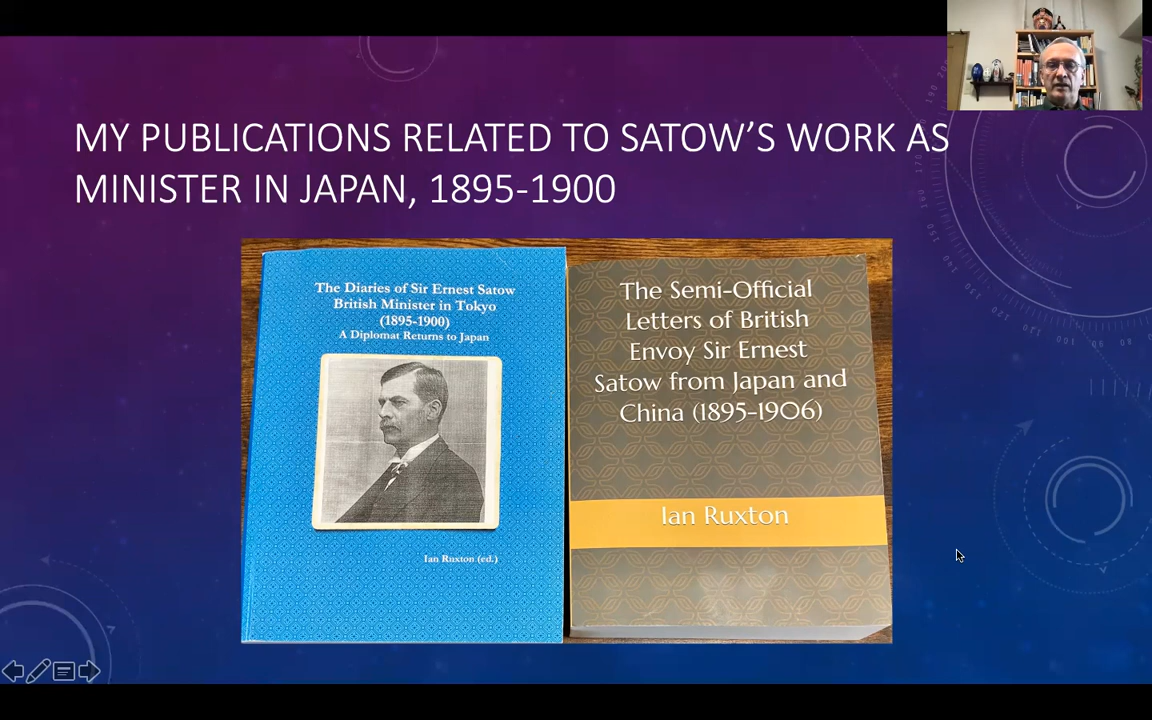 MY PUBLICATIONS RELATED TO SATOW'S WORK AS
MINISTER IN JAPAN, 1895-1900
The Diaries of Sir Ernest Satow
British Minister in Tokyo
(1895-1900)
A Diplomat Returns to Japan
Ian Ruxton (ed.)
The Semi-Official
Letters of British
Envoy Sir Ernest
Satow from Japan and
China (1895-1906)
Ian Ruxton